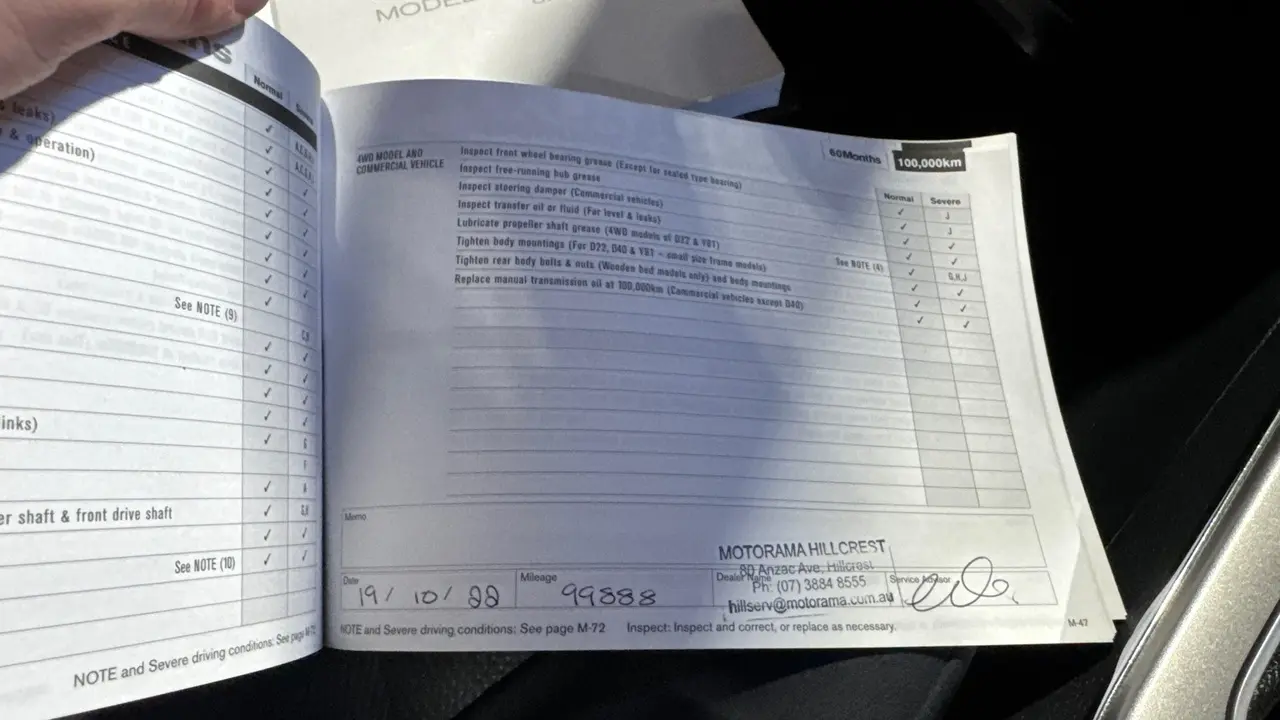 MODEL
ns
Normal
leaks)
& operation)
See NOTE (9)
inks)
er shaft & front drive shaft
See NOTE (10)
NOTE and Severe driving conditions: See page M-72
60Months 100,000km
Normal Severe
4WD MODEL AND
COMMERCIAL VEHICLE
Inspect front wheel bearing grease (Except for sealed type bearing) ✓ J
Inspect free-running hub grease ✓ J
Inspect steering damper (Commercial vehicles) ✓ ✓
Inspect transfer oil or fluid (For level & leaks) ✓ ✓
Lubricate propeller shaft grease (4WD models of D22 & Y61) See NOTE (4) ✓ G,H,J
Tighten body mountings (For D22, D40 & Y61 - small size frame models) ✓ ✓
Tighten rear body bolts & nuts (Wooden bed models only) and body mountings ✓ ✓
Replace manual transmission oil at 100,000km (Commercial vehicles except D40) ✓ ✓
Memo
Date
19/10/22
Mileage
99888
Dealer Name
MOTORAMA HILLCREST
80 Anzac Ave, Hillcrest
Ph: (07) 3884 8555
hillserv@motorama.com.au
Service Advisor
NOTE and Severe driving conditions: See page M-72 Inspect: Inspect and correct, or replace as necessary.
M-47